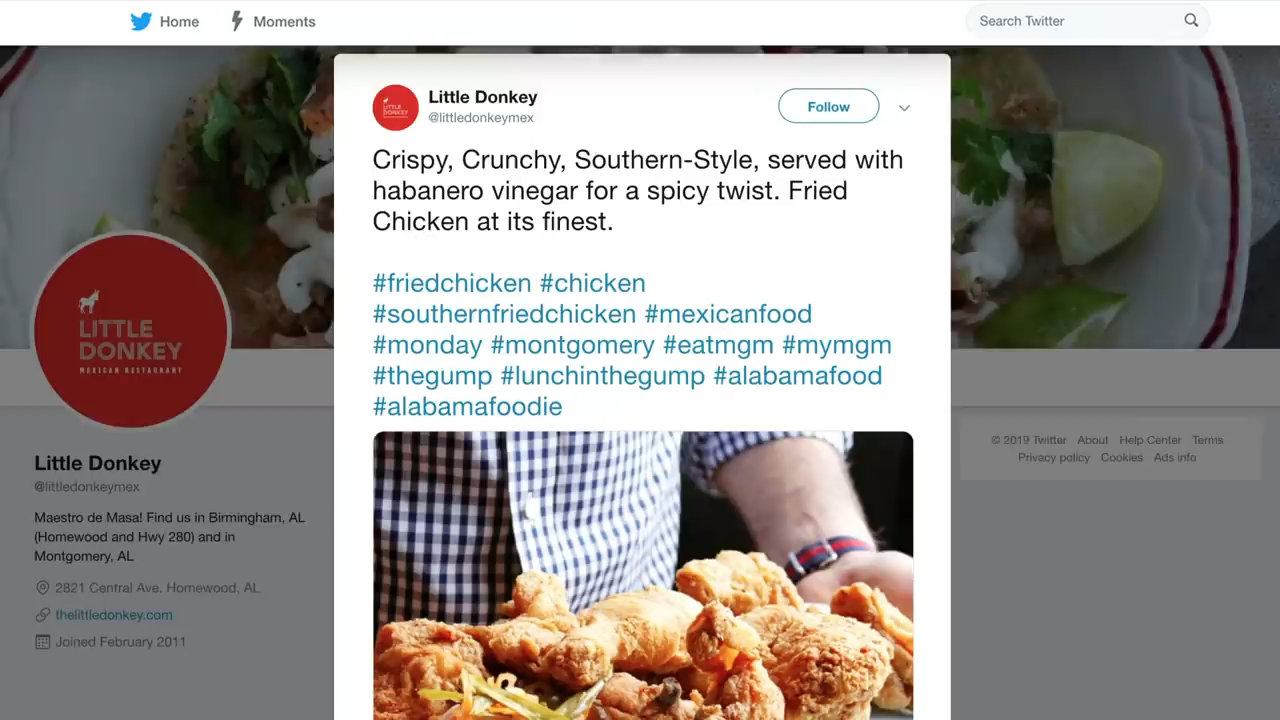 Home
Moments
Search Twitter
LITTLE
DONKEY
Little Donkey
@littledonkeymex
Follow
Crispy, Crunchy, Southern-Style, served with
habanero vinegar for a spicy twist. Fried
Chicken at its finest.
#friedchicken #chicken
#southernfriedchicken #mexicanfood
#monday #montgomery #eatmgm #mymgm
#thegump #lunchinthegump #alabamafood
#alabamafoodie
LITTLE
DONKEY
MEXICAN RESTAURANT
Little Donkey
@littledonkeymex
Maestro de Masa! Find us in Birmingham, AL
(Homewood and Hwy 280) and in
Montgomery, AL
2821 Central Ave. Homewood, AL
thelittledonkey.com
Joined February 2011
© 2019 Twitter About Help Center Terms
Privacy policy Cookies Ads info